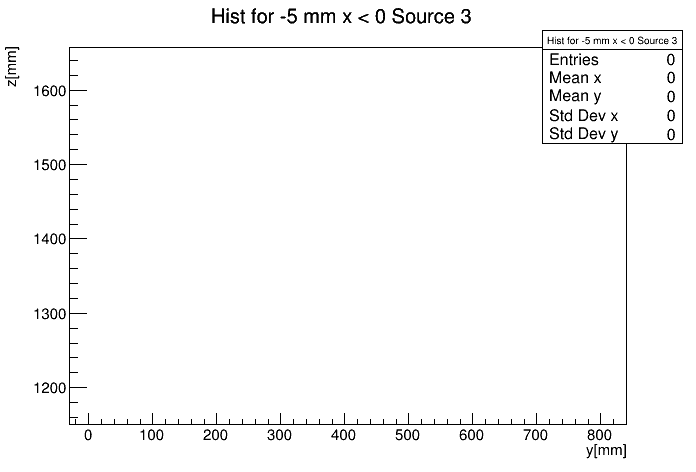 Hist for -5 mm x < 0 Source 3
z[mm]
Hist for -5 mm x < 0 Source 3
Entries 0
Mean x 0
Mean y 0
Std Dev x 0
Std Dev y 0
1600
1500
1400
1300
1200
0 100 200 300 400 500 600 700 800
y[mm]